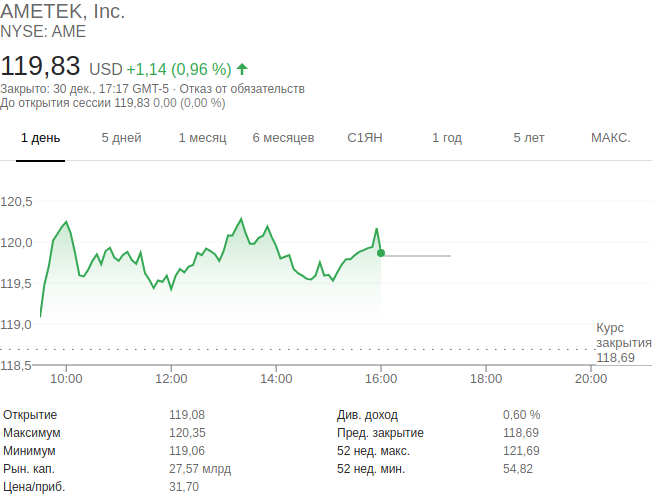 AMETEK, Inc.
NYSE: AME
119,83 USD +1,14 (0,96 %)
Закрыто: 30 дек., 17:17 GMT-5 · Отказ от обязательств
До открытия сессии 119,83 0,00 (0,00 %)
1 день 5 дней 1 месяц 6 месяцев С1ЯН 1 год 5 лет МАКС.
120,5
120,0
119,5
119,0
Курс
закрытия
118,69
118,5
10:00 12:00 14:00 16:00 18:00 20:00
Открытие 119,08 Див. доход 0,60 %
Максимум 120,35 Пред. закрытие 118,69
Минимум 119,06 52 нед. макс. 121,69
Рын. кап. 27,57 млрд 52 нед. мин. 54,82
Цена/приб. 31,70